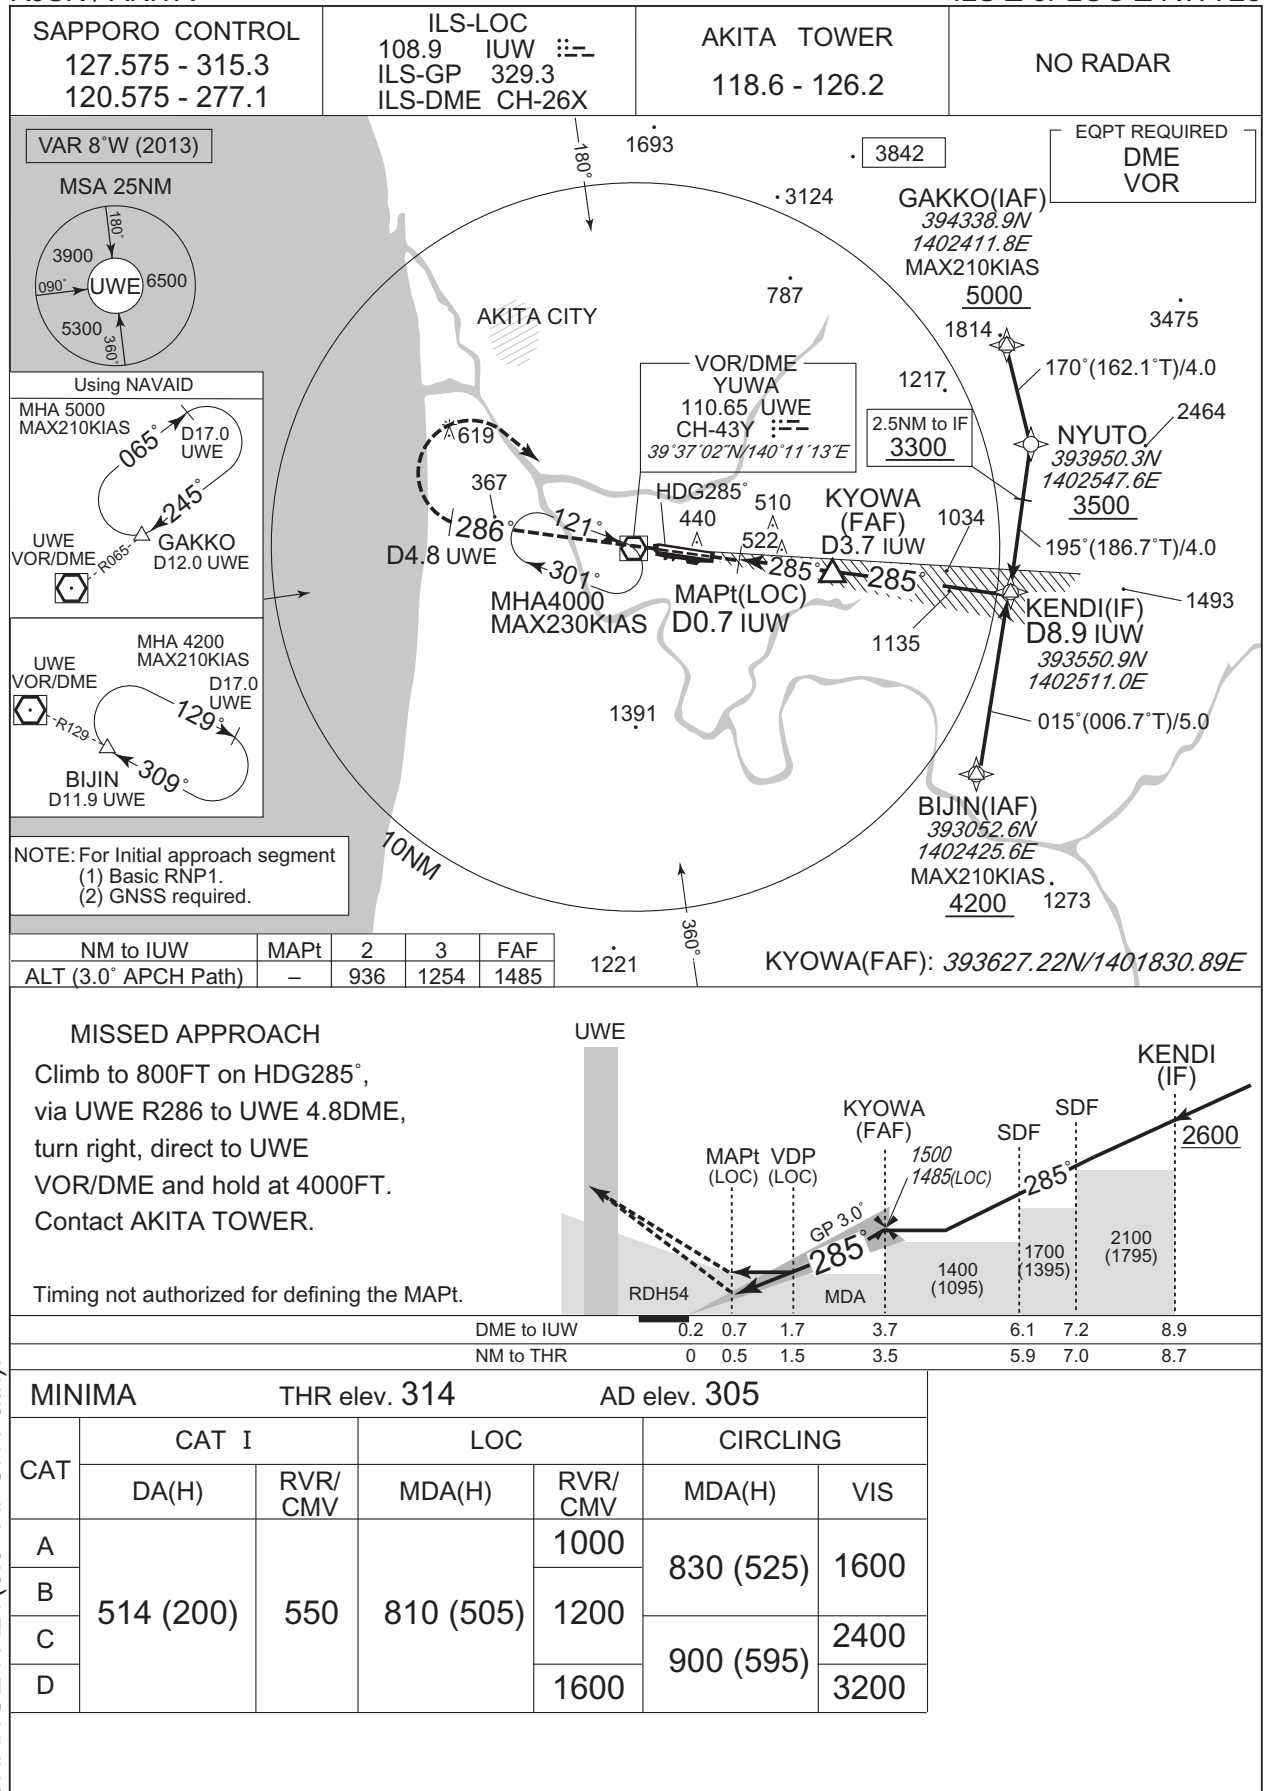 SAPPORO CONTROL
127.575 - 315.3
120.575 - 277.1
ILS-LOC
108.9 IUW
ILS-GP 329.3
ILS-DME CH-26X
AKITA TOWER
118.6 - 126.2
NO RADAR
VAR 8°W (2013)
MSA 25NM
180°
3900
090°
UWE
6500
5300
360°
EQPT REQUIRED
DME
VOR
180°
1693
3842
3124
787
AKITA CITY
GAKKO(IAF)
394338.9N
1402411.8E
MAX210KIAS
5000
1814
3475
170°(162.1°T)/4.0
1217
2464
2.5NM to IF
3300
NYUTO
393950.3N
1402547.6E
3500
195°(186.7°T)/4.0
VOR/DME
YUWA
110.65 UWE
CH-43Y
39°37´02˝N/140°11´13˝E
Using NAVAID
MHA 5000
MAX210KIAS
065°
D17.0
UWE
245°
UWE
VOR/DME
R065
GAKKO
D12.0 UWE
MHA 4200
MAX210KIAS
UWE
VOR/DME
D17.0
UWE
129°
R129
309°
BIJIN
D11.9 UWE
619
367
286°
D4.8 UWE
121°
301°
MHA4000
MAX230KIAS
HDG285°
440
510
522
KYOWA
(FAF)
D3.7 IUW
1034
285°
285°
MAPt(LOC)
D0.7 IUW
1135
KENDI(IF)
D8.9 IUW
393550.9N
1402511.0E
1493
015°(006.7°T)/5.0
1391
BIJIN(IAF)
393052.6N
1402425.6E
MAX210KIAS
4200
1273
10NM
360°
1221
NOTE: For Initial approach segment
(1) Basic RNP1.
(2) GNSS required.
NM to IUW MAPt 2 3 FAF
ALT (3.0° APCH Path) – 936 1254 1485
KYOWA(FAF): 393627.22N/1401830.89E
MISSED APPROACH
Climb to 800FT on HDG285°,
via UWE R286 to UWE 4.8DME,
turn right, direct to UWE
VOR/DME and hold at 4000FT.
Contact AKITA TOWER.
Timing not authorized for defining the MAPt.
UWE
MAPt
(LOC)
VDP
(LOC)
KYOWA
(FAF)
1500
1485(LOC)
SDF
SDF
KENDI
(IF)
2600
GP 3.0°
285°
285°
RDH54
MDA
1400
(1095)
1700
(1395)
2100
(1795)
DME to IUW 0.2 0.7 1.7 3.7 6.1 7.2 8.9
NM to THR 0 0.5 1.5 3.5 5.9 7.0 8.7
MINIMA THR elev. 314 AD elev. 305
CAT CAT I LOC CIRCLING
DA(H) RVR/CMV MDA(H) RVR/CMV MDA(H) VIS
A 514 (200) 550 810 (505) 1000 830 (525) 1600
B 1200
C 900 (595) 2400
D 1600 3200